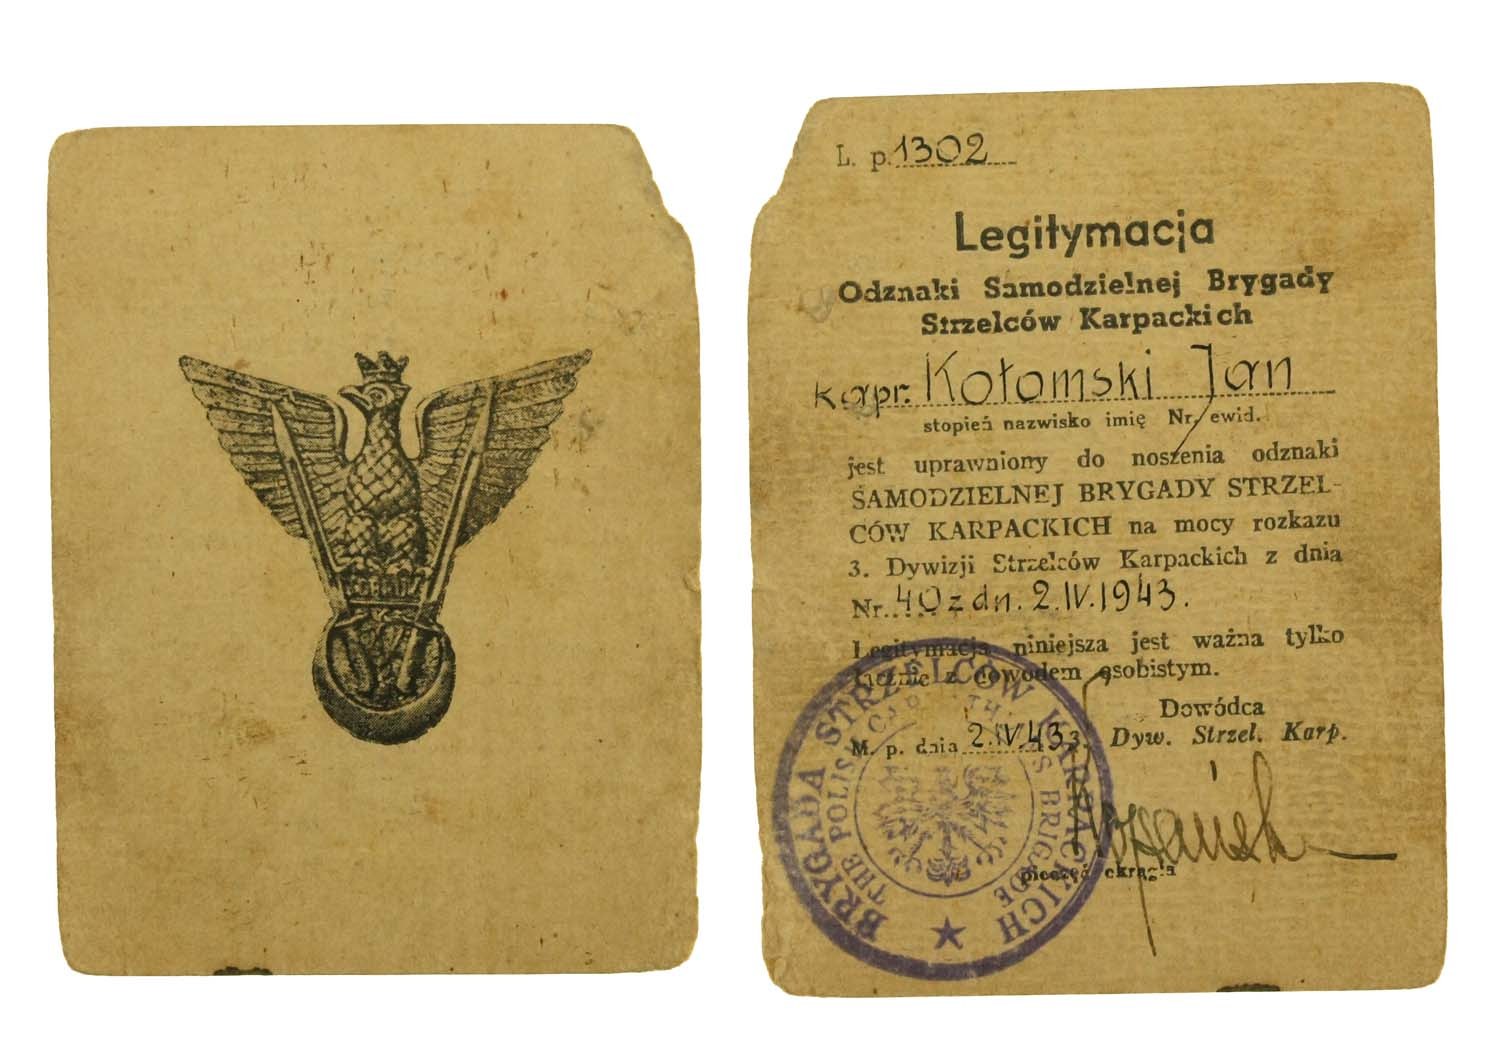 L. p. 1302
Legitymacja
Odznaki Samodzielnej Brygady
Strzelców Karpackich
kapr. Kołomski Jan
stopień nazwisko imię Nr. ewid.
jest uprawniony do noszenia odznaki
SAMODZIELNEJ BRYGADY STRZEL-
CÓW KARPACKICH na mocy rozkazu
3. Dywizji Strzelców Karpackich z dnia
Nr. 40 z dn. 2.IV.1943.
Legitymacja niniejsza jest ważna tylko
łącznie z dowodem osobistym.
Dowódca
M. p. dnia 2.IV.43 3. Dyw. Strzel. Karp.
pieczęć okrągła
BRYGADA STRZELCÓW KARPACKICH
THE POLISH CARPATHIANS BRIGADE